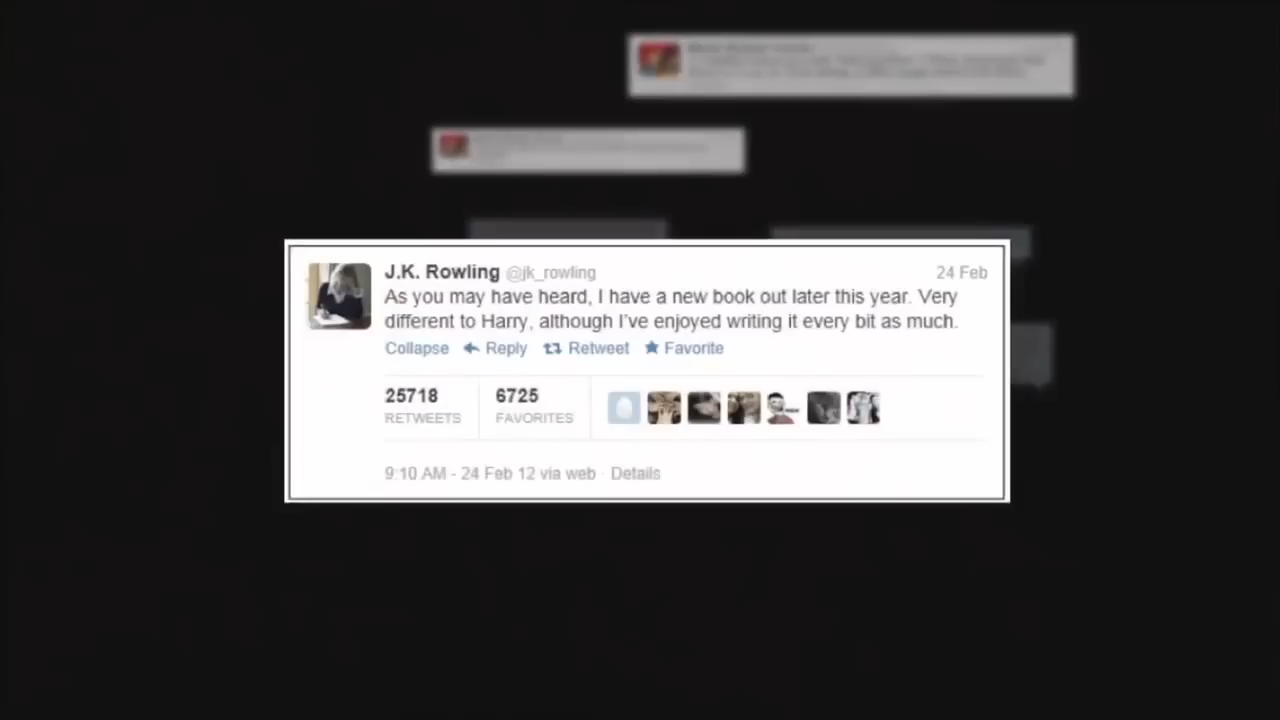 J.K. Rowling @jk_rowling 24 Feb
As you may have heard, I have a new book out later this year. Very
different to Harry, although I've enjoyed writing it every bit as much.
Collapse Reply Retweet Favorite
25718 6725
RETWEETS FAVORITES
9:10 AM - 24 Feb 12 via web · Details